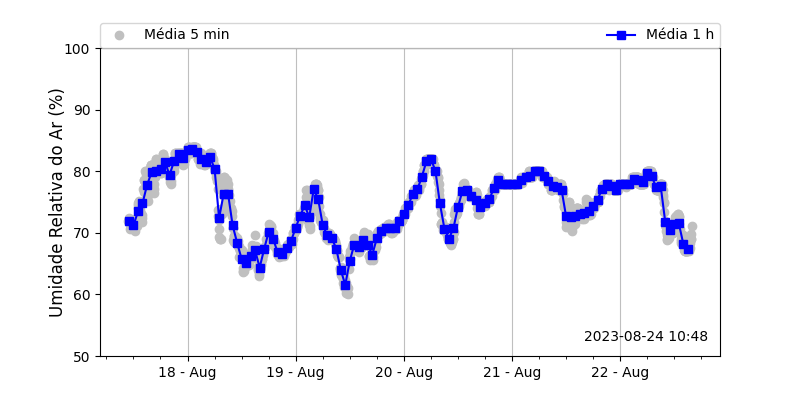 Média 5 min
Média 1 h
100
90
80
70
60
50
Umidade Relativa do Ar (%)
2023-08-24 10:48
18 - Aug
19 - Aug
20 - Aug
21 - Aug
22 - Aug